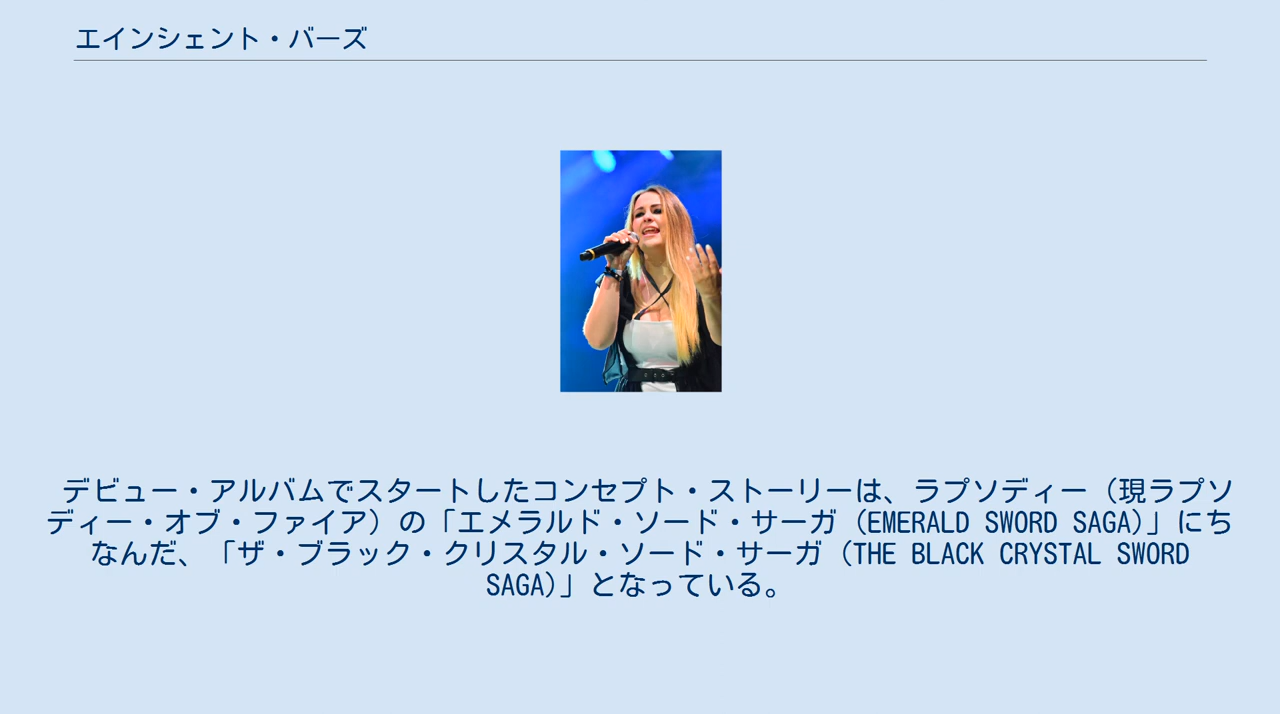 エインシェント・バーズ
デビュー・アルバムでスタートしたコンセプト・ストーリーは、ラプソディー（現ラプソ
ディー・オブ・ファイア）の「エメラルド・ソード・サーガ（EMERALD SWORD SAGA)」にち
なんだ、「ザ・ブラック・クリスタル・ソード・サーガ（THE BLACK CRYSTAL SWORD
SAGA)」となっている。